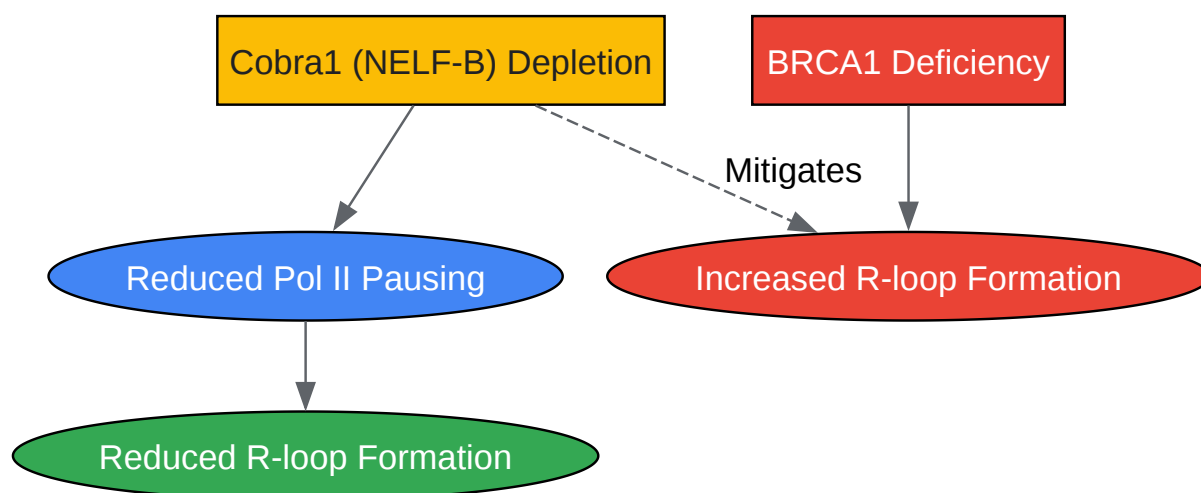 Cobra1 (NELF-B) Depletion
BRCA1 Deficiency
Mitigates
Reduced Pol II Pausing
Increased R-loop Formation
Reduced R-loop Formation